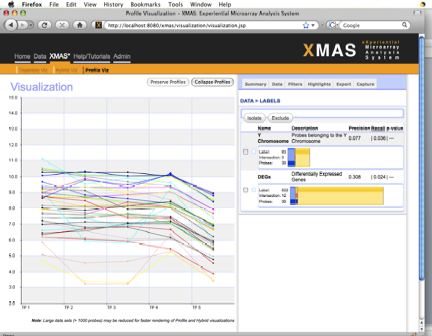 Firefox File Edit View History Bookmarks Tools Window Help
Profile Visualization - XMAS: Experiential Microarray Analysis System
http://localhost:8080/xmas/visualization/visualization.jsp
Google
XMAS
eXperiential
Microarray
Analysis
System
Home Data XMAS* Help/Tutorials Admin
Profile Viz
Visualization
Preserve Profiles Collapse Profiles
Summary Data Filters Highlights Export Capture
DATA > LABELS
Isolate Exclude
Name Description Precision Recall p-value
Y Chromosome Probes belonging to the Y Chromosome 0.077 | 0.036 | ---
Label:
Intersection: 3
Probes: 39
DEGs Differentially Expressed Genes 0.308 | 0.024 | ---
Label:
Intersection: 12
Probes: 39
15.0
14.0
13.0
12.0
11.0
10.0
9.0
8.0
7.0
6.0
5.0
4.0
3.0
2.0
TP 1 TP 2 TP 3 TP 4 TP 5
Note: Large data sets (> 1000 probes) may be reduced for faster rendering of Profile and Hybrid visualizations
Done